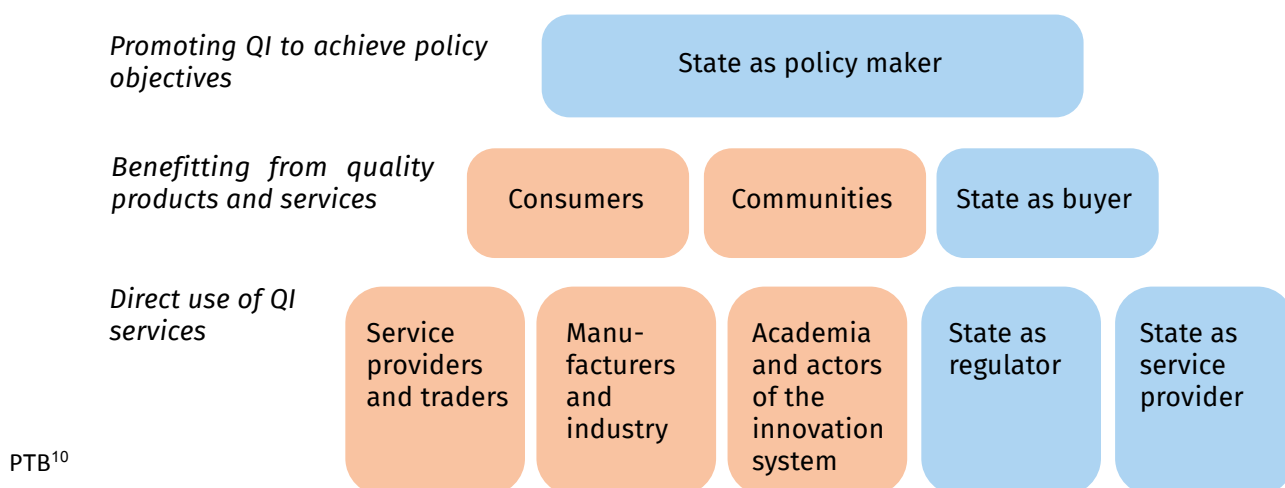 Promoting QI to achieve policy
objectives
State as policy maker
Benefitting from quality
products and services
Consumers
Communities
State as buyer
Direct use of QI
services
Service
providers
and traders
Manu-
facturers
and
industry
Academia
and actors
of the
innovation
system
State as
regulator
State as
service
provider
PTB10